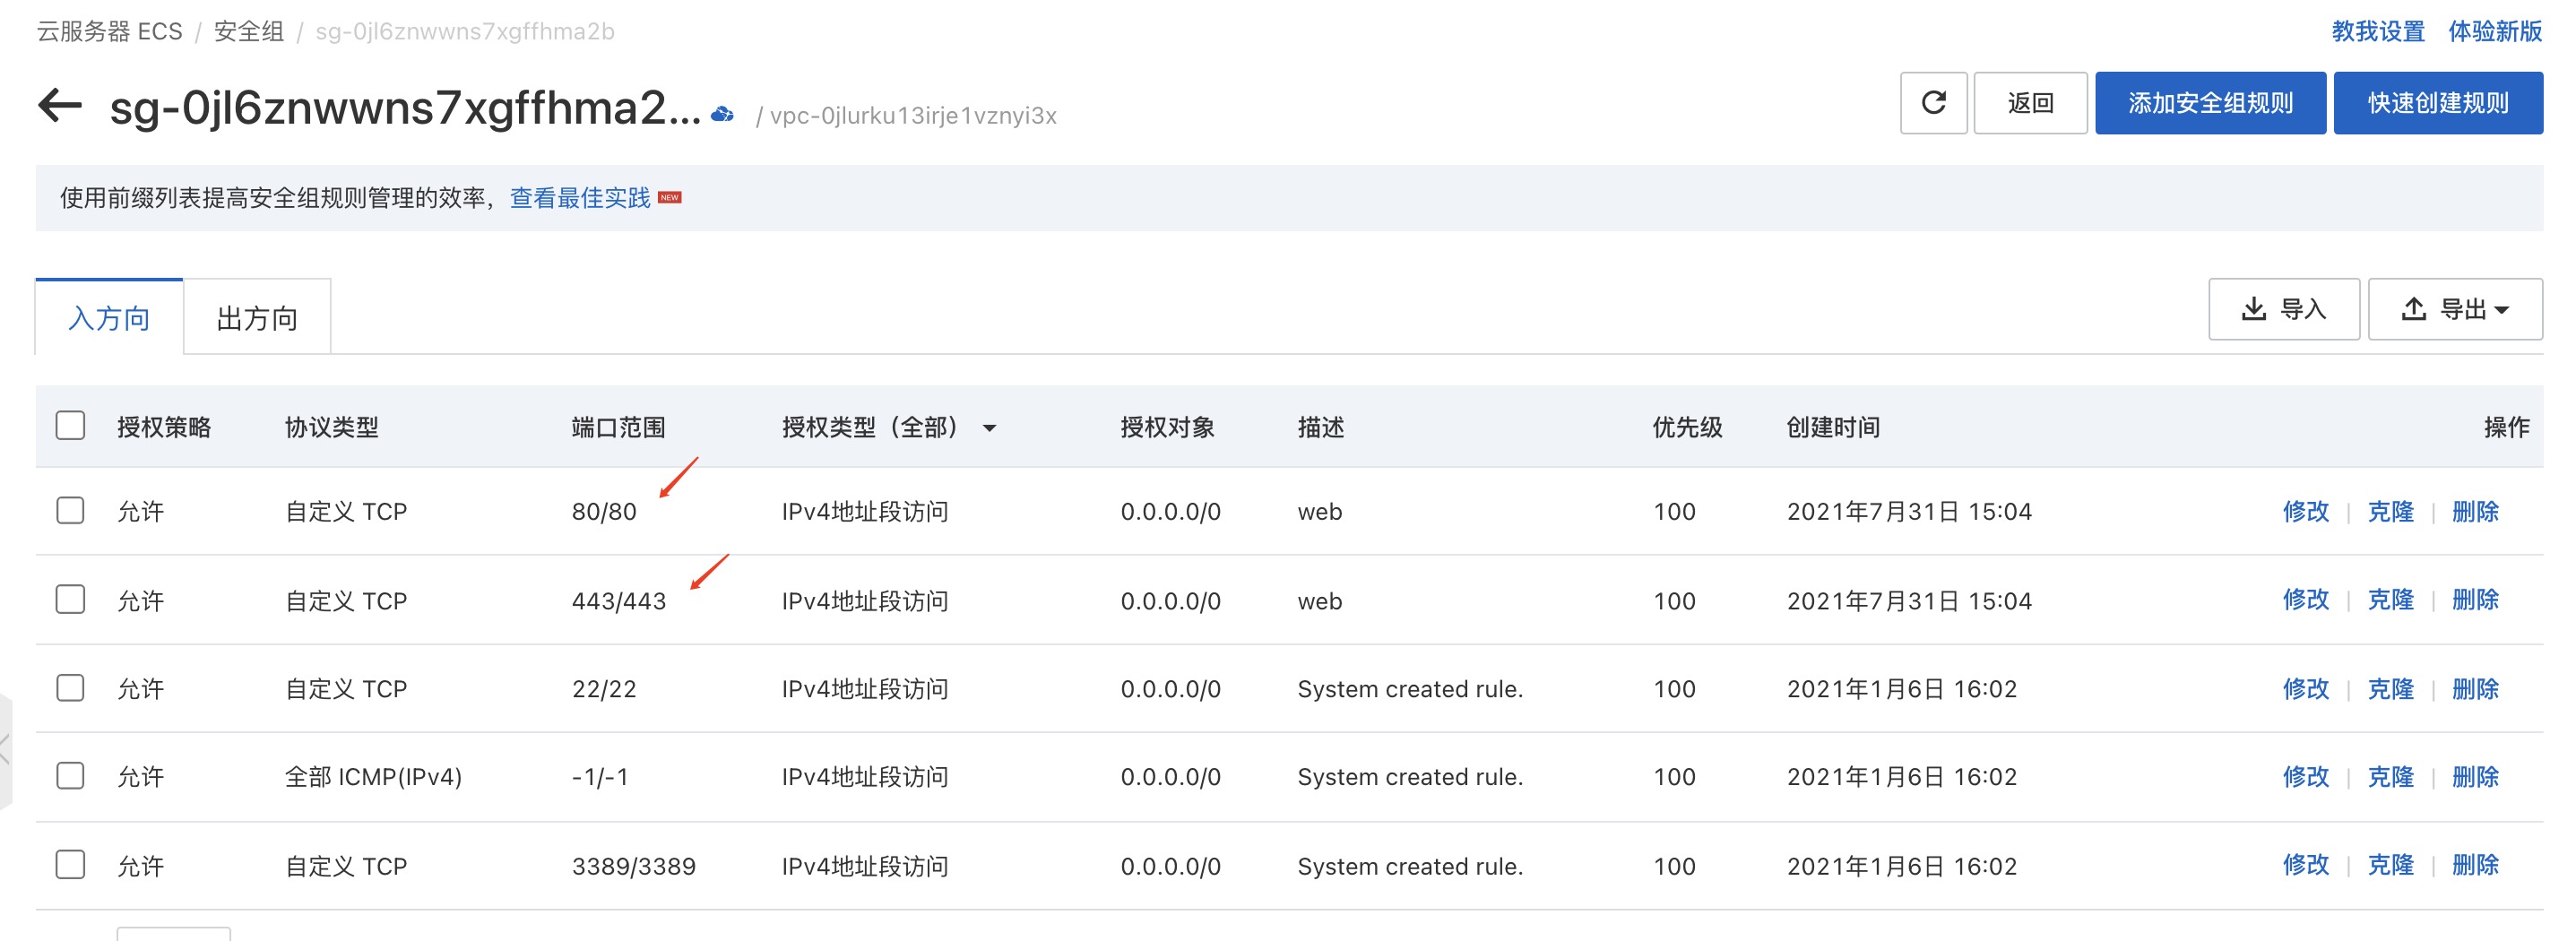 云服务器 ECS / 安全组 / sg-0jl6znwwns7xgffhma2b 教我设置 体验新版
sg-0jl6znwwns7xgffhma2... / vpc-0jlurku13irje1vznyi3x 返回 添加安全组规则 快速创建规则
使用前缀列表提高安全组规则管理的效率，查看最佳实践 NEW
入方向 出方向 导入 导出
授权策略 协议类型 端口范围 授权类型（全部） 授权对象 描述 优先级 创建时间 操作
允许 自定义 TCP 80/80 IPv4地址段访问 0.0.0.0/0 web 100 2021年7月31日 15:04 修改 | 克隆 | 删除
允许 自定义 TCP 443/443 IPv4地址段访问 0.0.0.0/0 web 100 2021年7月31日 15:04 修改 | 克隆 | 删除
允许 自定义 TCP 22/22 IPv4地址段访问 0.0.0.0/0 System created rule. 100 2021年1月6日 16:02 修改 | 克隆 | 删除
允许 全部 ICMP(IPv4) -1/-1 IPv4地址段访问 0.0.0.0/0 System created rule. 100 2021年1月6日 16:02 修改 | 克隆 | 删除
允许 自定义 TCP 3389/3389 IPv4地址段访问 0.0.0.0/0 System created rule. 100 2021年1月6日 16:02 修改 | 克隆 | 删除